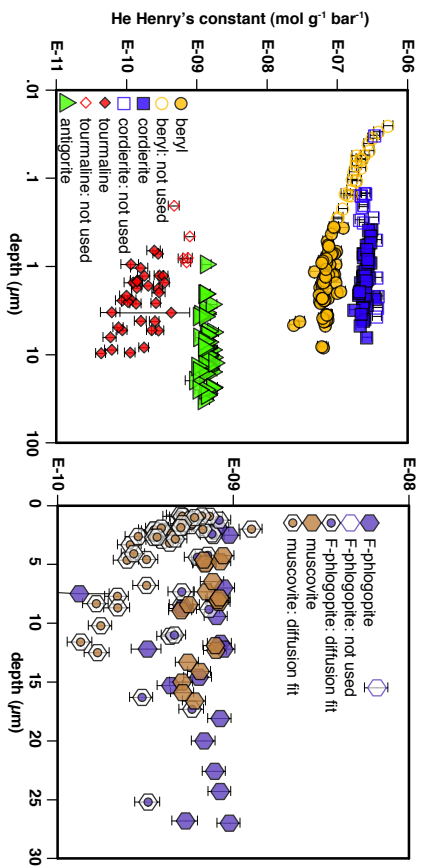 He Henry's constant (mol g⁻¹ bar⁻¹)
E-11
E-10
E-09
E-08
E-07
E-06
.01
.1
1
10
100
depth (µm)
beryl
beryl: not used
cordierite
cordierite: not used
tourmaline
tourmaline: not used
antigorite
E-10
E-09
E-08
0
5
10
15
20
25
30
depth (µm)
F-phlogopite
F-phlogopite: not used
F-phlogopite: diffusion fit
muscovite
muscovite: diffusion fit